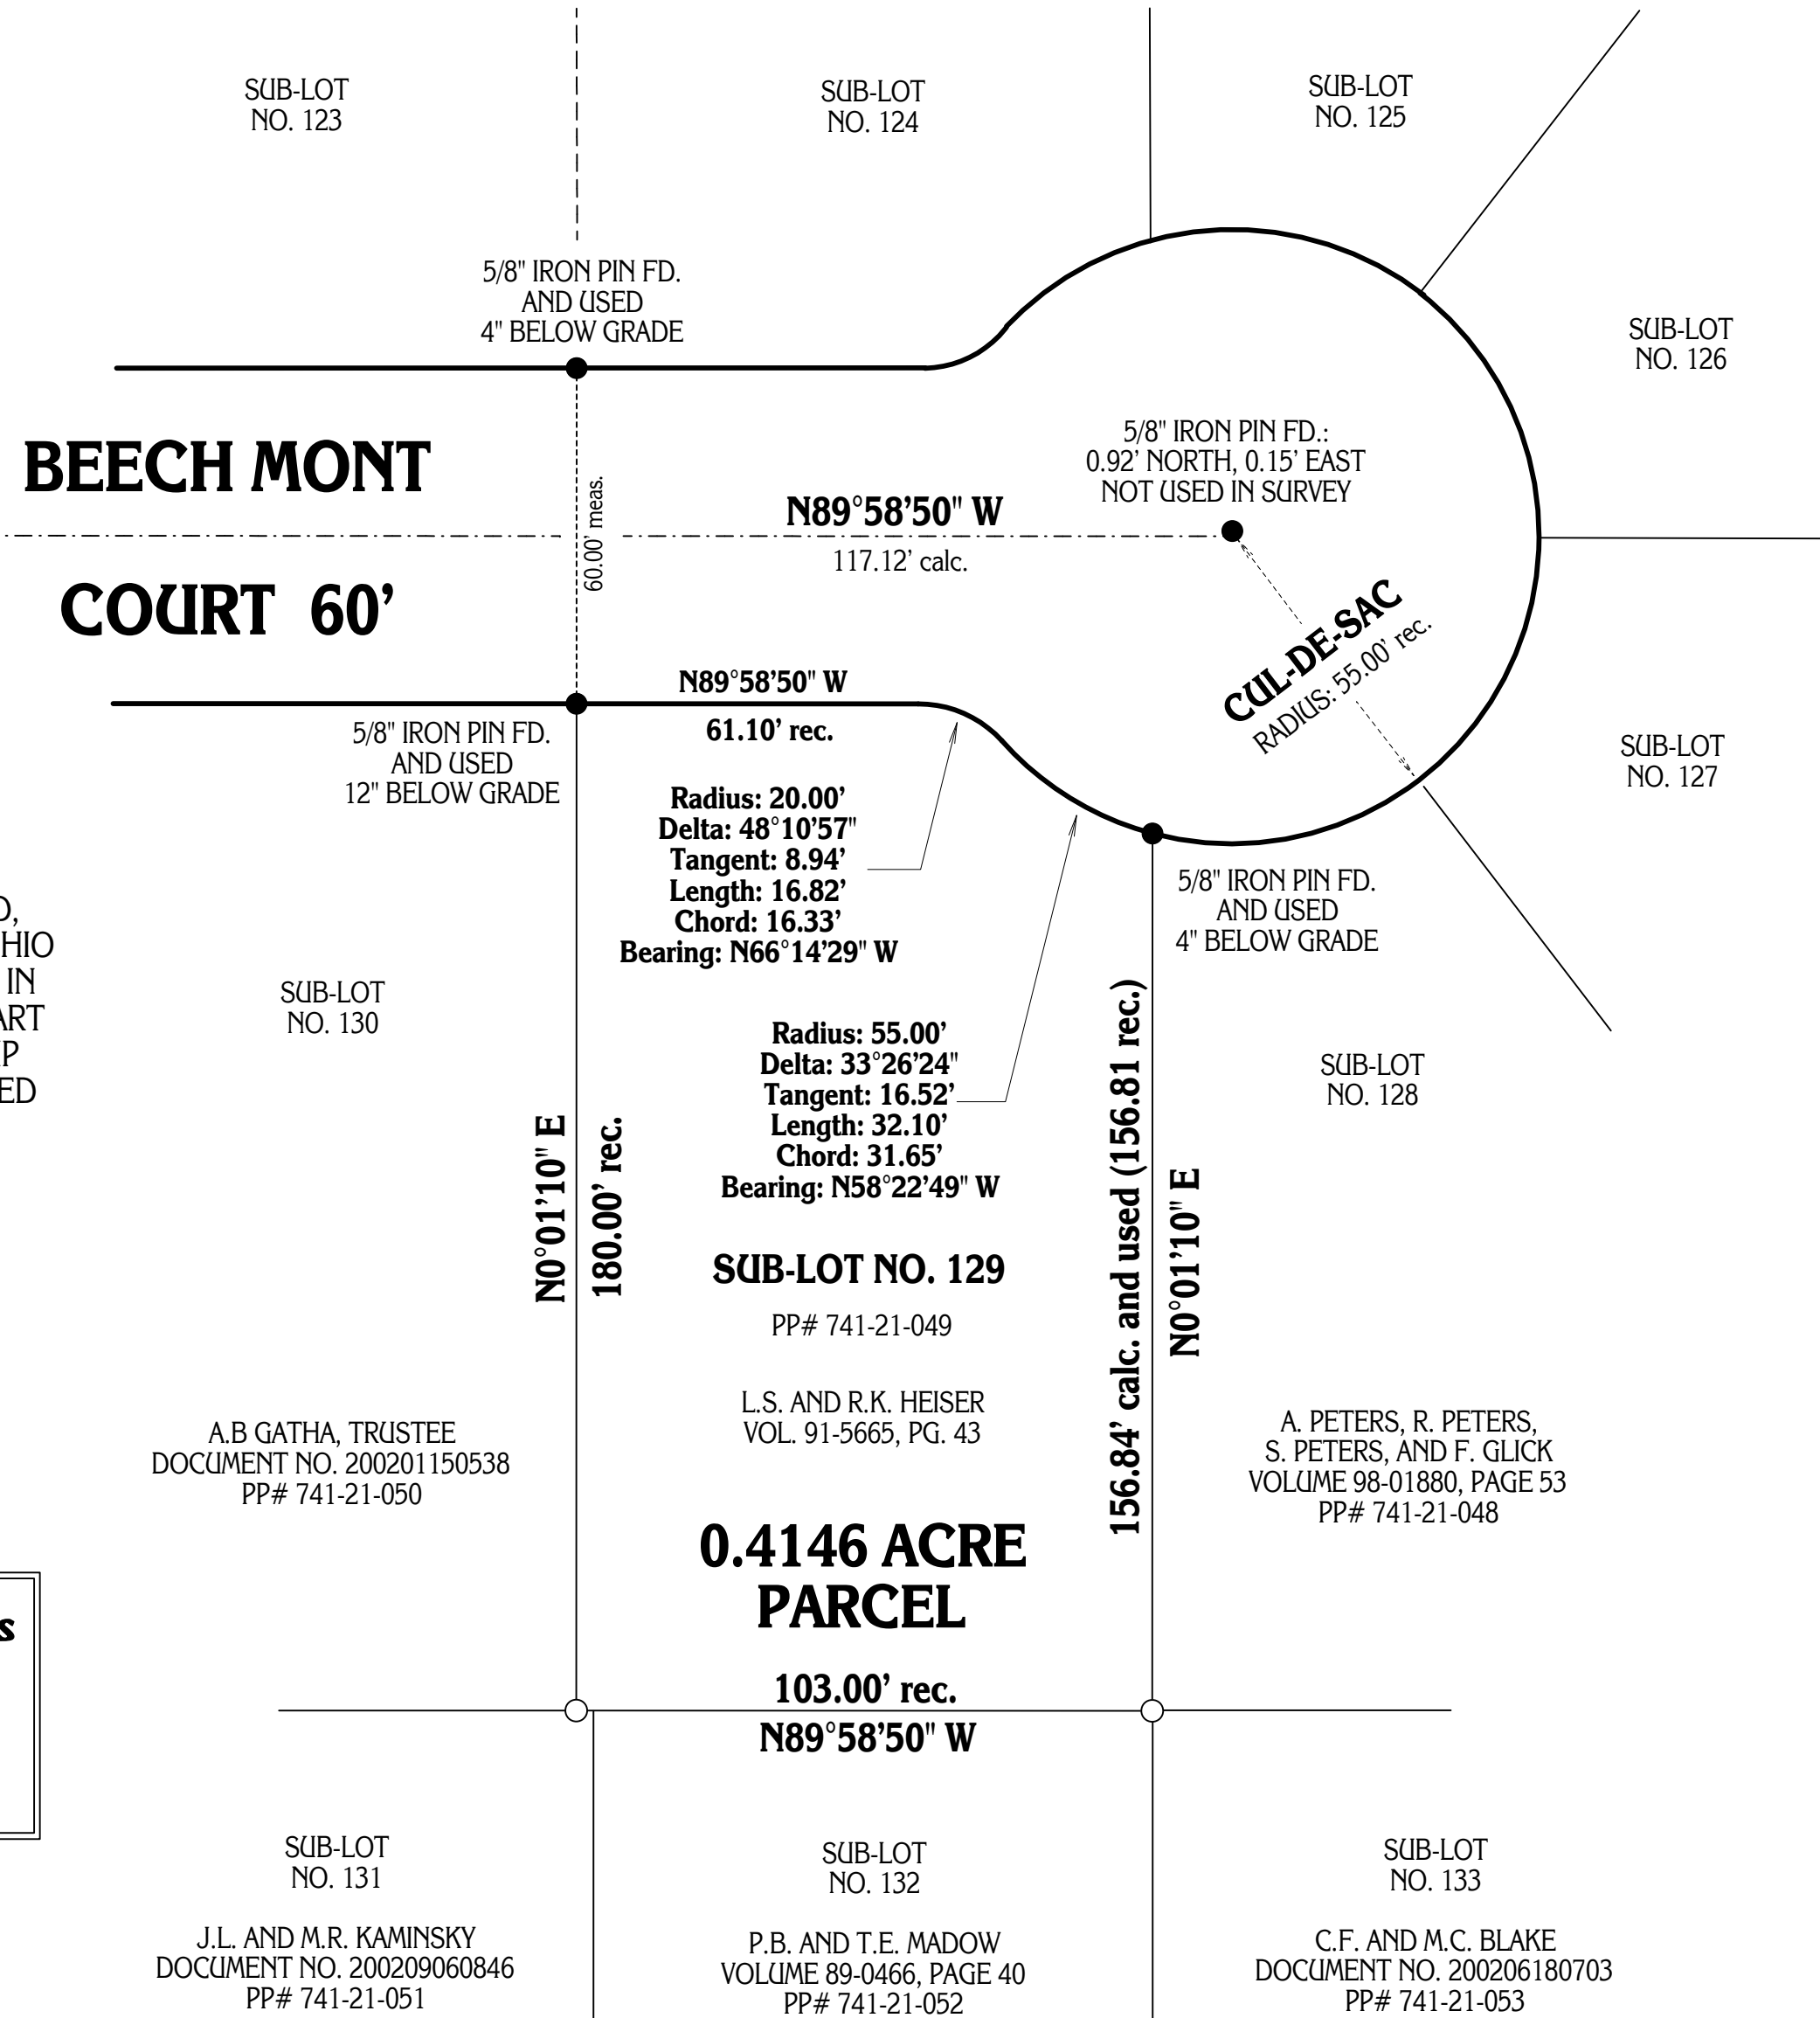 SUB-LOT
NO. 123
SUB-LOT
NO. 124
SUB-LOT
NO. 125
5/8" IRON PIN FD.
AND USED
4" BELOW GRADE
SUB-LOT
NO. 126
BEECH MONT
COURT 60'
60.00' meas.
N89°58'50" W
117.12' calc.
5/8" IRON PIN FD.:
0.92' NORTH, 0.15' EAST
NOT USED IN SURVEY
CUL-DE-SAC
RADIUS: 55.00' rec.
N89°58'50" W
61.10' rec.
5/8" IRON PIN FD.
AND USED
12" BELOW GRADE
SUB-LOT
NO. 127
Radius: 20.00'
Delta: 48°10'57"
Tangent: 8.94'
Length: 16.82'
Chord: 16.33'
Bearing: N66°14'29" W
5/8" IRON PIN FD.
AND USED
4" BELOW GRADE
D,
HIO
IN
ART
IP
ED
SUB-LOT
NO. 130
Radius: 55.00'
Delta: 33°26'24"
Tangent: 16.52'
Length: 32.10'
Chord: 31.65'
Bearing: N58°22'49" W
SUB-LOT
NO. 128
N0°01'10" E
180.00' rec.
156.84' calc. and used (156.81 rec.)
N0°01'10" E
SUB-LOT NO. 129
PP# 741-21-049
L.S. AND R.K. HEISER
VOL. 91-5665, PG. 43
A.B GATHA, TRUSTEE
DOCUMENT NO. 200201150538
PP# 741-21-050
A. PETERS, R. PETERS,
S. PETERS, AND F. GLICK
VOLUME 98-01880, PAGE 53
PP# 741-21-048
0.4146 ACRE
PARCEL
s
103.00' rec.
N89°58'50" W
SUB-LOT
NO. 131
J.L. AND M.R. KAMINSKY
DOCUMENT NO. 200209060846
PP# 741-21-051
SUB-LOT
NO. 132
P.B. AND T.E. MADOW
VOLUME 89-0466, PAGE 40
PP# 741-21-052
SUB-LOT
NO. 133
C.F. AND M.C. BLAKE
DOCUMENT NO. 200206180703
PP# 741-21-053